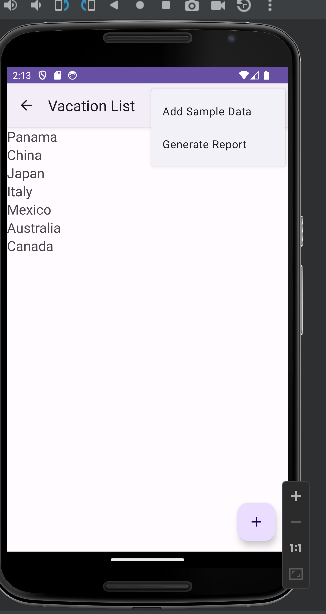 2:13
Vacation List
Add Sample Data
Generate Report
Panama
China
Japan
Italy
Mexico
Australia
Canada
+
+
−
1:1